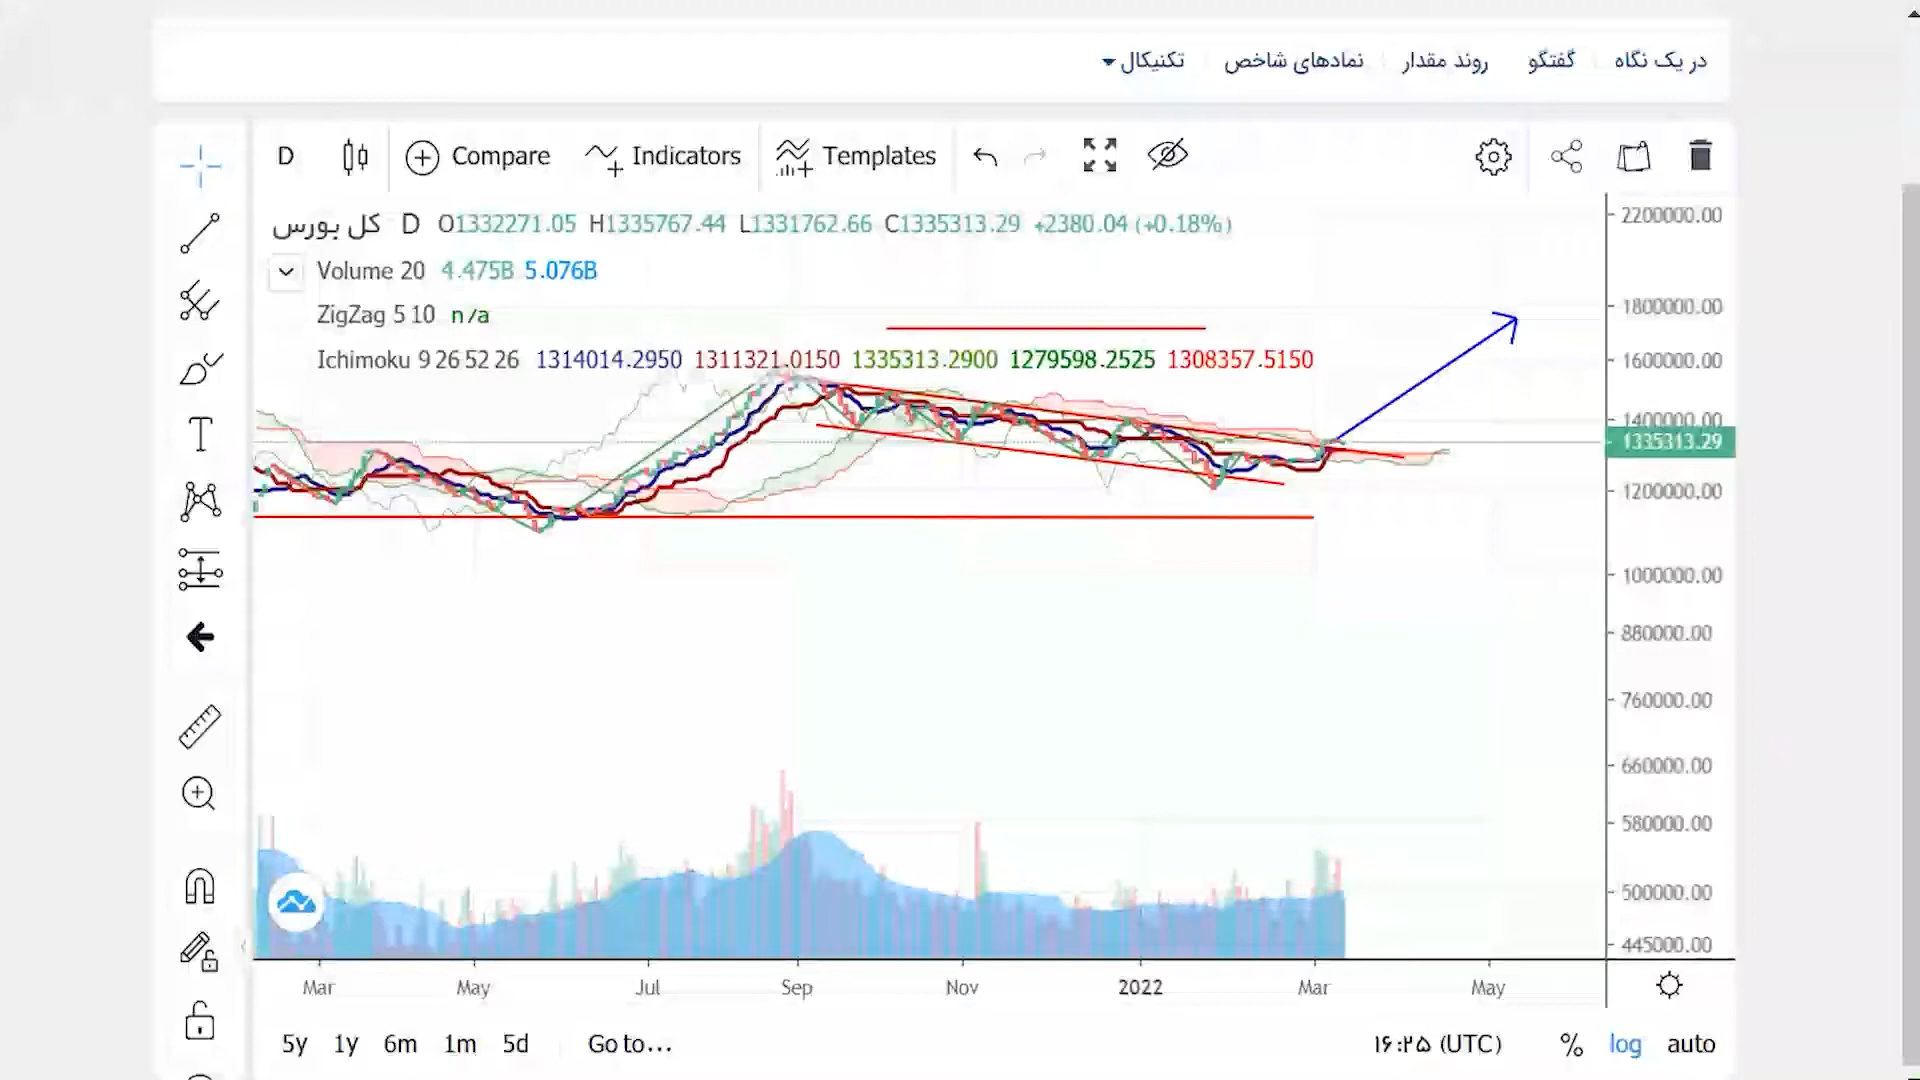 در یک نگاه گفتگو روند مقدار نمادهای شاخص تکنیکال
D Compare Indicators Templates
کل بورس D O1332271.05 H1335767.44 L1331762.66 C1335313.29 +2380.04 (+0.18%)
Volume 20 4.475B 5.076B
ZigZag 5 10 n/a
Ichimoku 9 26 52 26 1314014.2950 1311321.0150 1335313.2900 1279598.2525 1308357.5150
2200000.00
1800000.00
1600000.00
1400000.00
1335313.29
1200000.00
1000000.00
880000.00
760000.00
660000.00
580000.00
500000.00
445000.00
Mar May Jul Sep Nov 2022 Mar May
5y 1y 6m 1m 5d Go to... ۱۶:۲۵ (UTC) % log auto